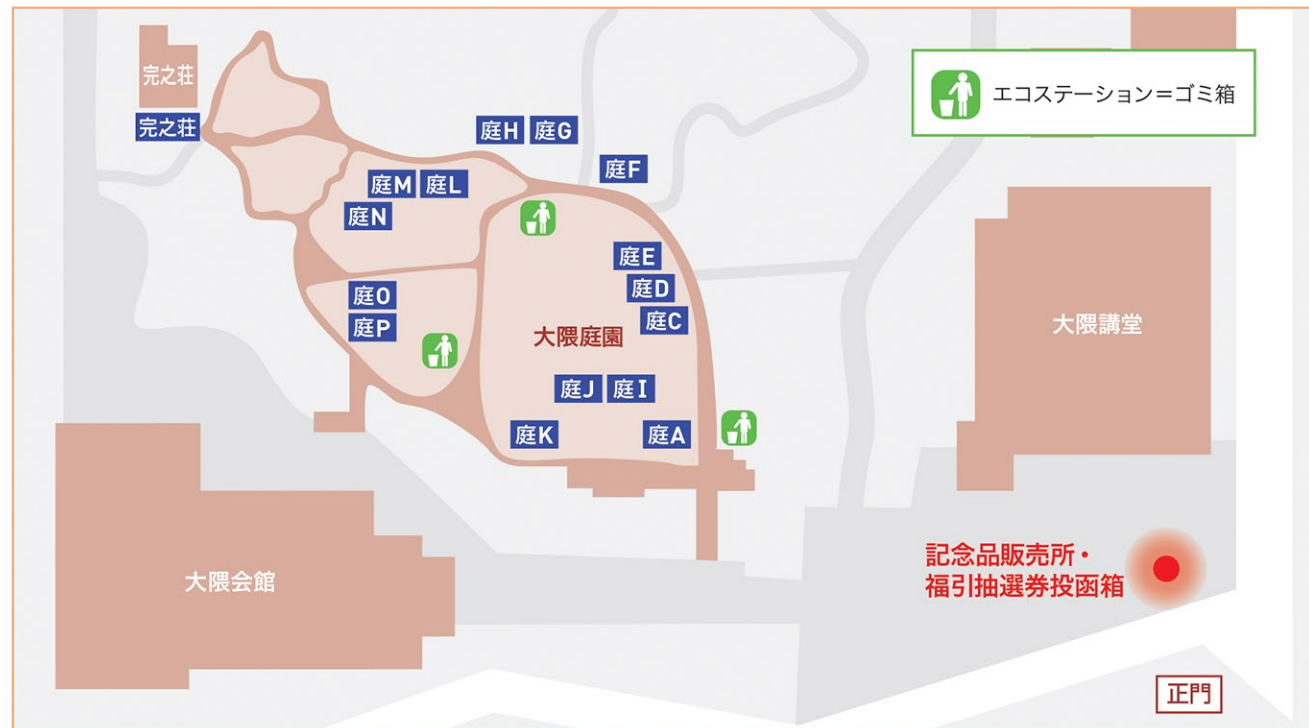 完之荘
完之荘
エコステーション＝ゴミ箱
庭H
庭G
庭F
庭M
庭L
庭N
庭E
庭D
庭C
庭O
庭P
大隈庭園
大隈講堂
庭J
庭I
庭K
庭A
大隈会館
記念品販売所・
福引抽選券投函箱
正門